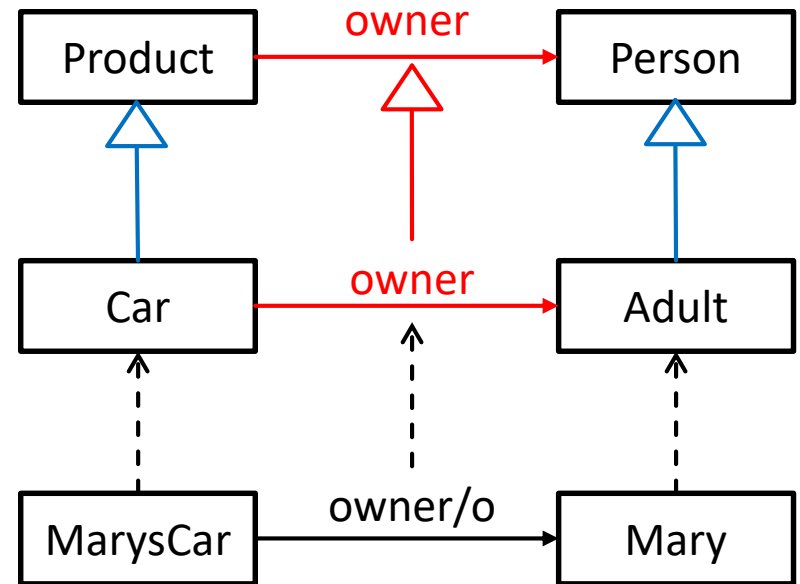 owner
Product
Person
owner
Car
Adult
owner/o
MarysCar
Mary